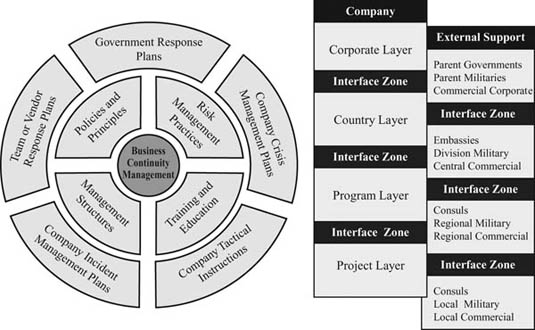 Government Response
Plans
Team or Vendor
Response Plans
Company Crisis
Management Plans
Policies and
Principles
Risk
Management
Practices
Business
Continuity
Management
Management
Structures
Training and
Education
Company Incident
Management Plans
Company Tactical
Instructions
Company
Corporate Layer
Interface Zone
Country Layer
Interface Zone
Program Layer
Interface Zone
Project Layer
External Support
Parent Governments
Parent Militaries
Commercial Corporate
Interface Zone
Embassies
Division Military
Central Commercial
Interface Zone
Consuls
Regional Military
Regional Commercial
Interface Zone
Consuls
Local Military
Local Commercial